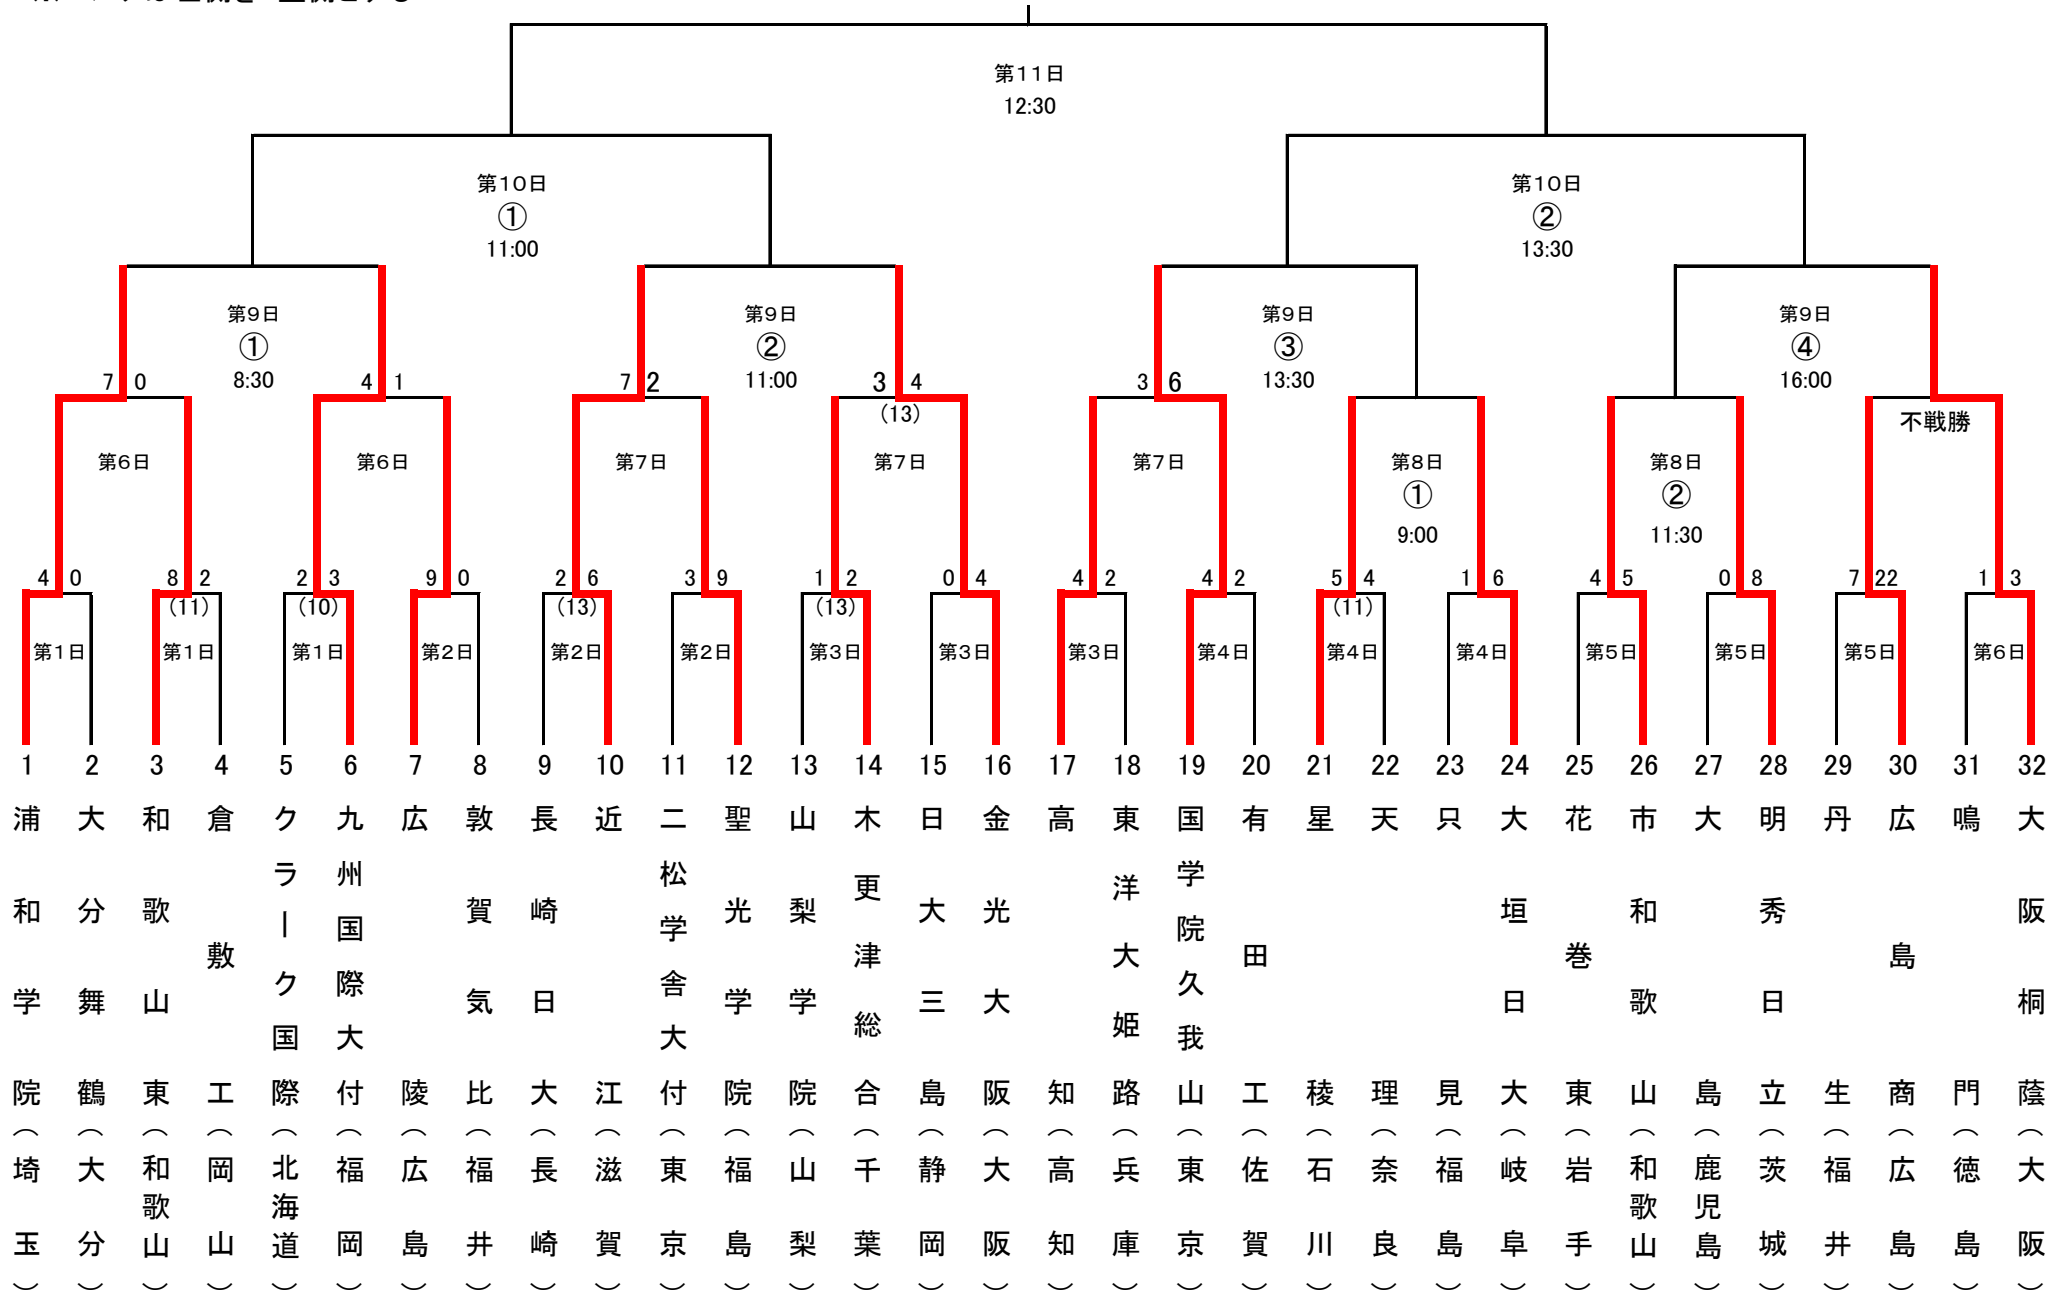 第11日
12:30
第10日
①
11:00
第10日
②
13:30
第9日
①
8:30
第9日
②
11:00
第9日
③
13:30
第9日
④
16:00
7 0
4 1
7 2
3 4
(13)
3 6
不戦勝
第6日
第6日
第7日
第7日
第7日
第8日
①
9:00
第8日
②
11:30
4 0
8 2
(11)
2 3
(10)
9 0
2 6
(13)
3 9
1 2
(13)
0 4
4 2
4 2
5 4
(11)
1 6
4 5
0 8
7 22
1 3
第1日
第1日
第1日
第2日
第2日
第2日
第3日
第3日
第3日
第4日
第4日
第4日
第5日
第5日
第5日
第6日
1 浦和学院(埼玉)
2 大分舞鶴(大分)
3 和歌山東(和歌山)
4 倉敷工(岡山)
5 クラーク国際(北海道)
6 九州国際大付(福岡)
7 広陵(広島)
8 敦賀気比(福井)
9 長崎日大(長崎)
10 近江(滋賀)
11 二松学舎大付(東京)
12 聖光学院(福島)
13 山梨学院(山梨)
14 木更津総合(千葉)
15 日大三島(静岡)
16 金光大阪(大阪)
17 高知(高知)
18 東洋大姫路(兵庫)
19 国学院久我山(東京)
20 有田工(佐賀)
21 星稜(石川)
22 天理(奈良)
23 只見(福島)
24 大垣日大(岐阜)
25 花巻東(岩手)
26 市和歌山(和歌山)
27 大島(鹿児島)
28 明秀日立(茨城)
29 丹生(福井)
30 広島商(広島)
31 鳴門(徳島)
32 大阪桐蔭(大阪)